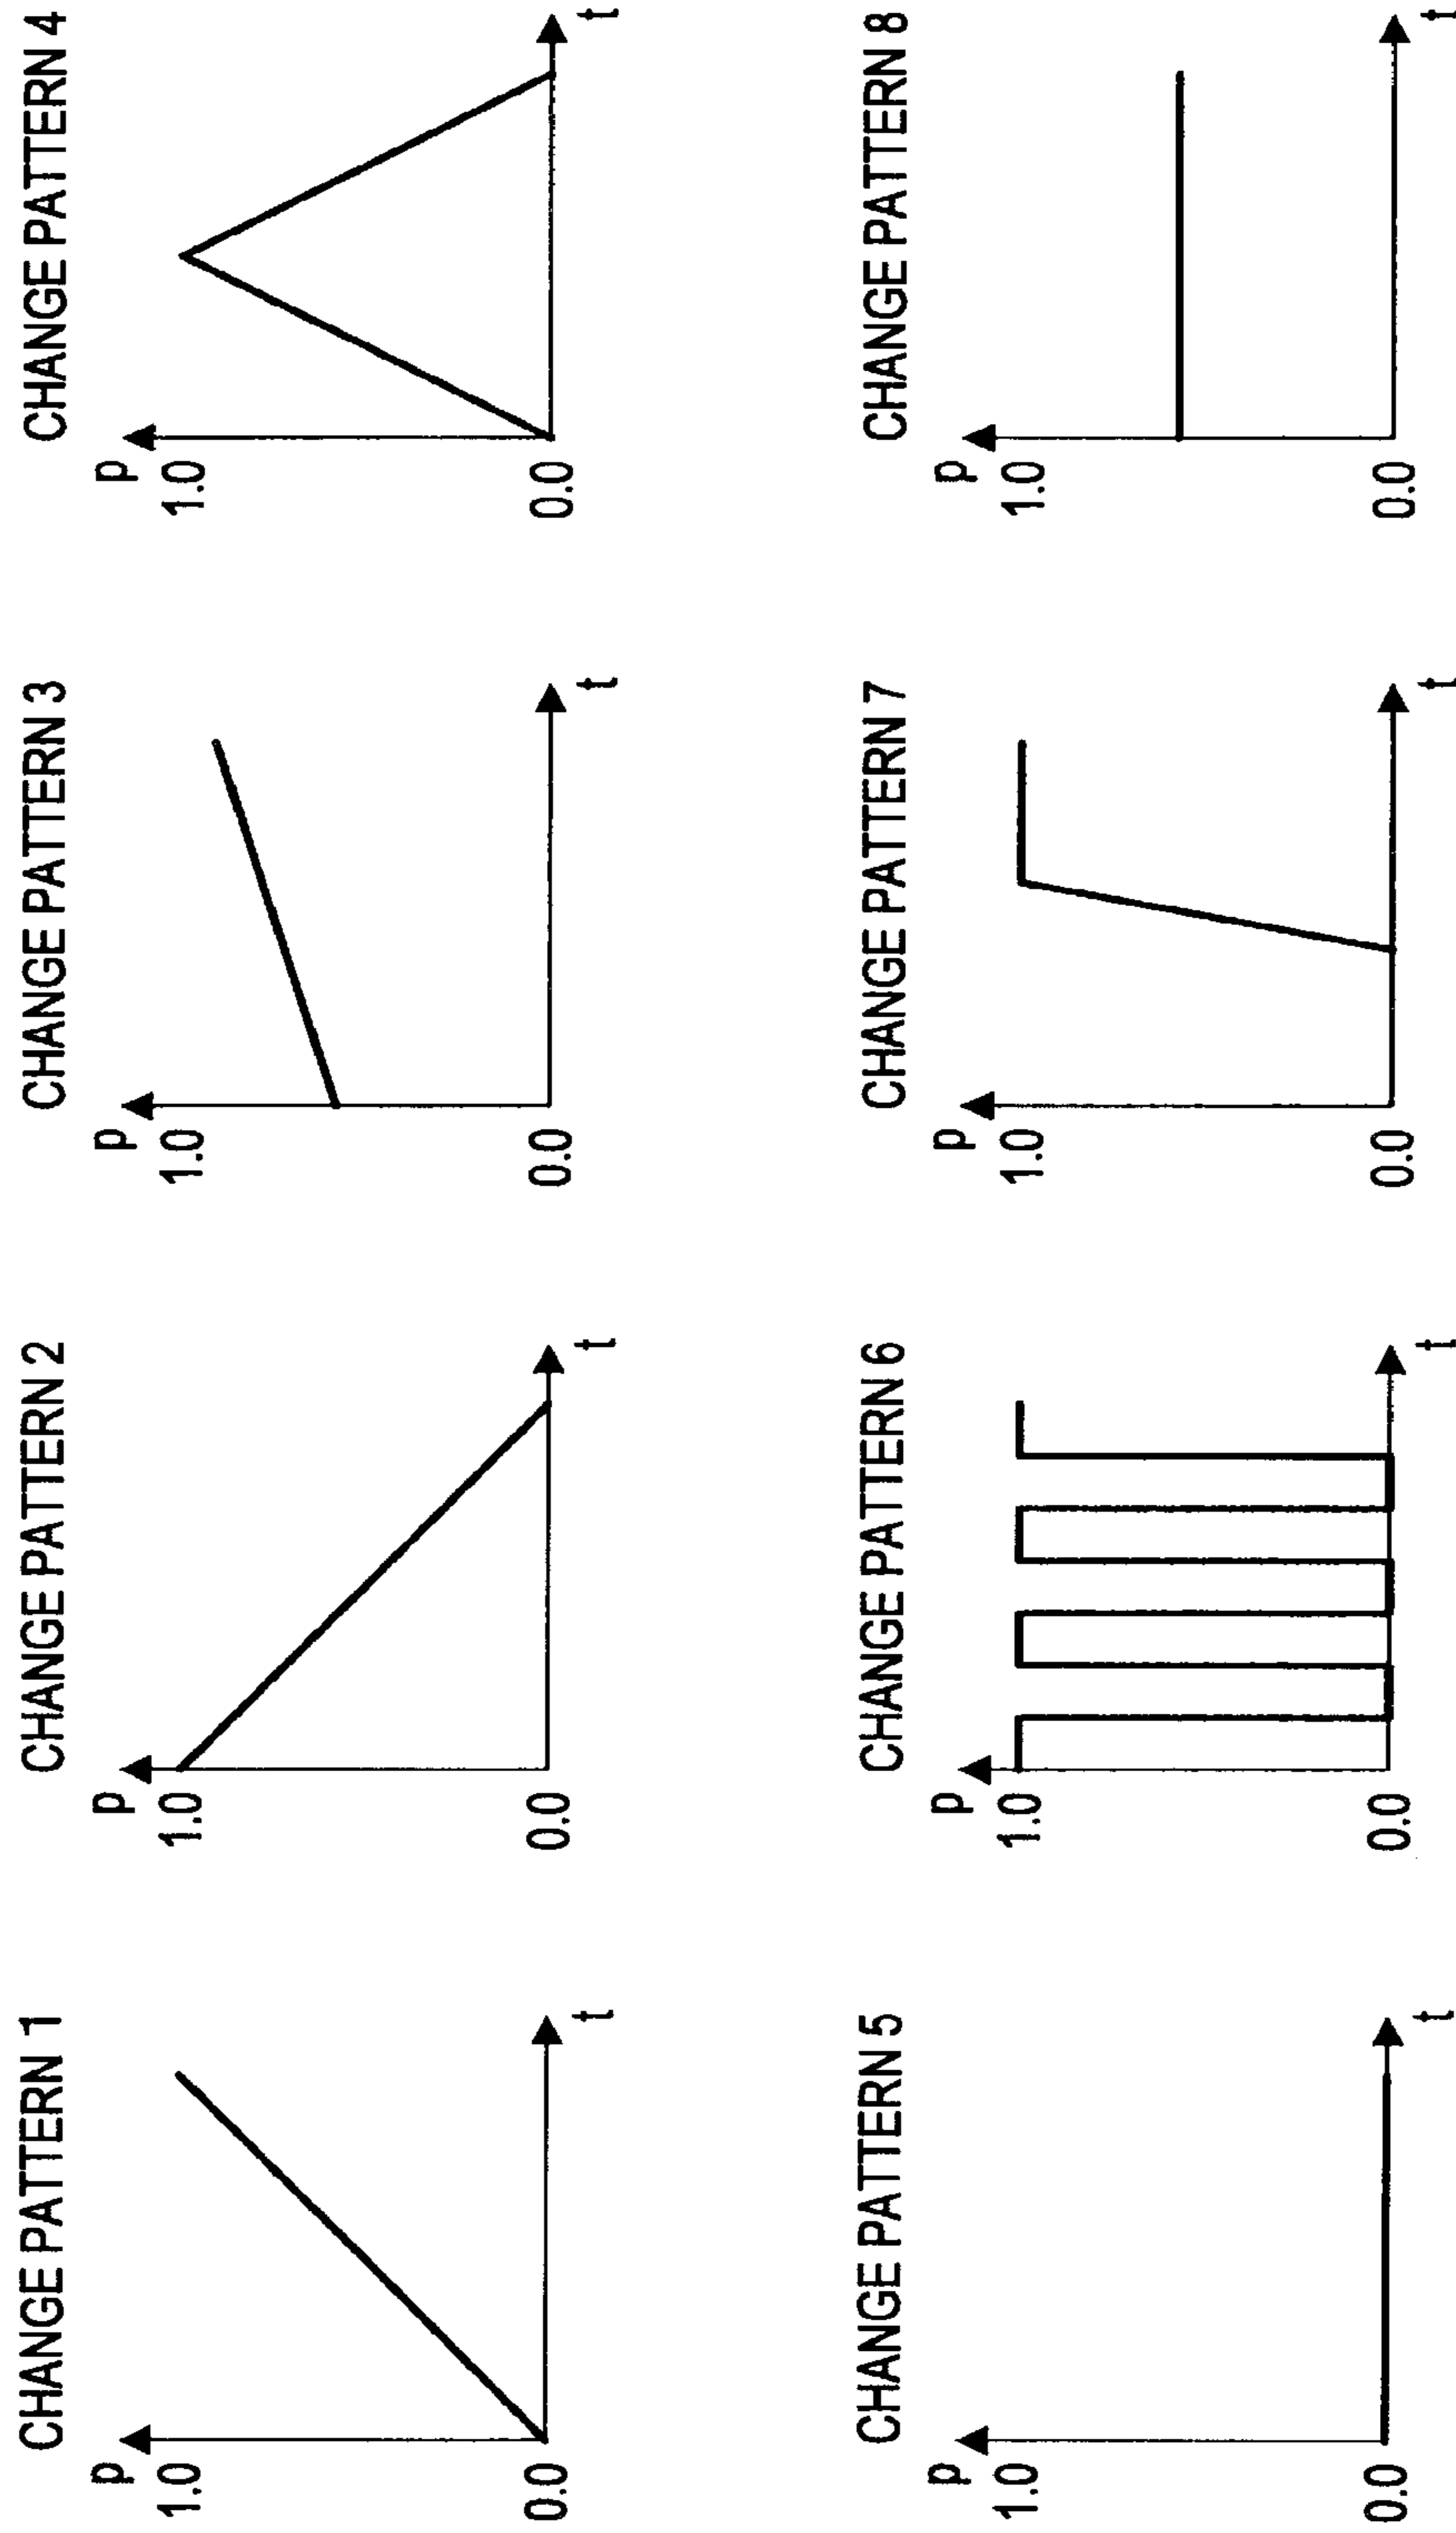 CHANGE PATTERN 1
p
1.0
0.0
t
CHANGE PATTERN 2
p
1.0
0.0
t
CHANGE PATTERN 3
p
1.0
0.0
t
CHANGE PATTERN 4
p
1.0
0.0
t
CHANGE PATTERN 5
p
1.0
0.0
t
CHANGE PATTERN 6
p
1.0
0.0
t
CHANGE PATTERN 7
p
1.0
0.0
t
CHANGE PATTERN 8
p
1.0
0.0
t